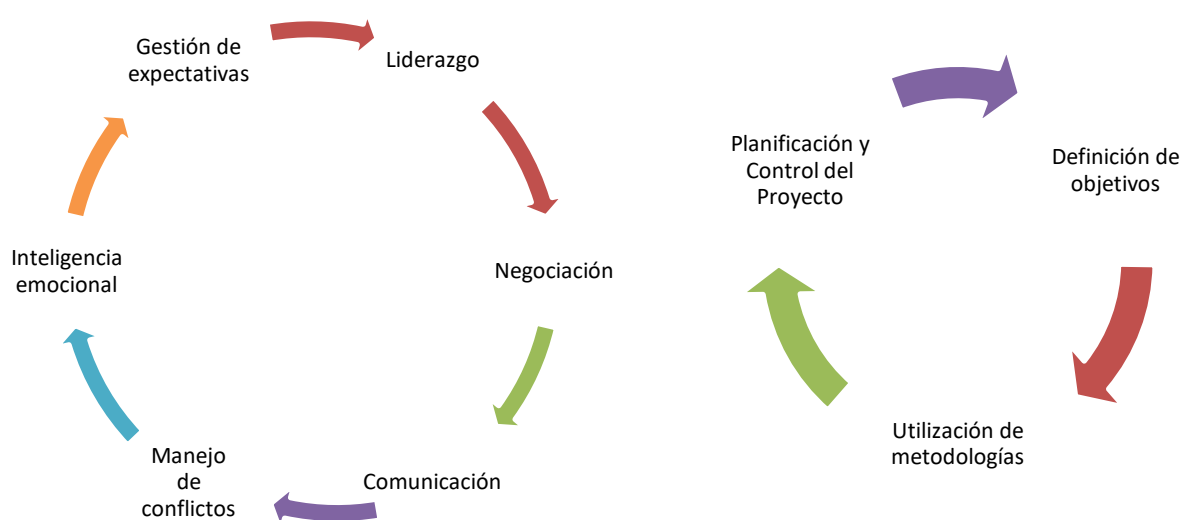 Gestión de
expectativas
Liderazgo
Negociación
Comunicación
Manejo
de
conflictos
Inteligencia
emocional
Planificación y
Control del
Proyecto
Definición de
objetivos
Utilización de
metodologías